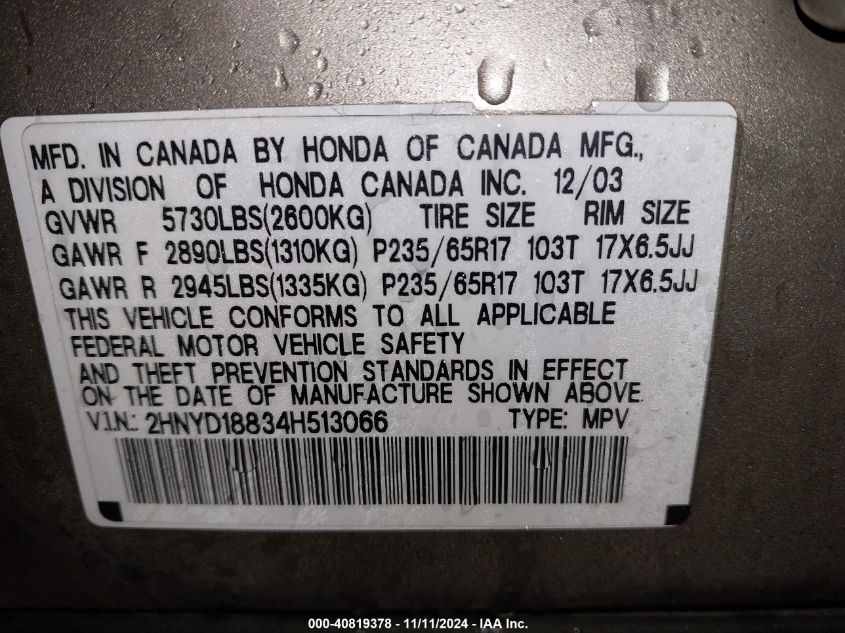 MFD. IN CANADA BY HONDA OF CANADA MFG.,
A DIVISION OF HONDA CANADA INC. 12/03
GVWR 5730LBS(2600KG) TIRE SIZE RIM SIZE
GAWR F 2890LBS(1310KG) P235/65R17 103T 17X6.5JJ
GAWR R 2945LBS(1335KG) P235/65R17 103T 17X6.5JJ
THIS VEHICLE CONFORMS TO ALL APPLICABLE
FEDERAL MOTOR VEHICLE SAFETY
AND THEFT PREVENTION STANDARDS IN EFFECT
ON THE DATE OF MANUFACTURE SHOWN ABOVE.
V.I.N.: 2HNYD18834H513066 TYPE: MPV
000-40819378 - 11/11/2024 - IAA Inc.